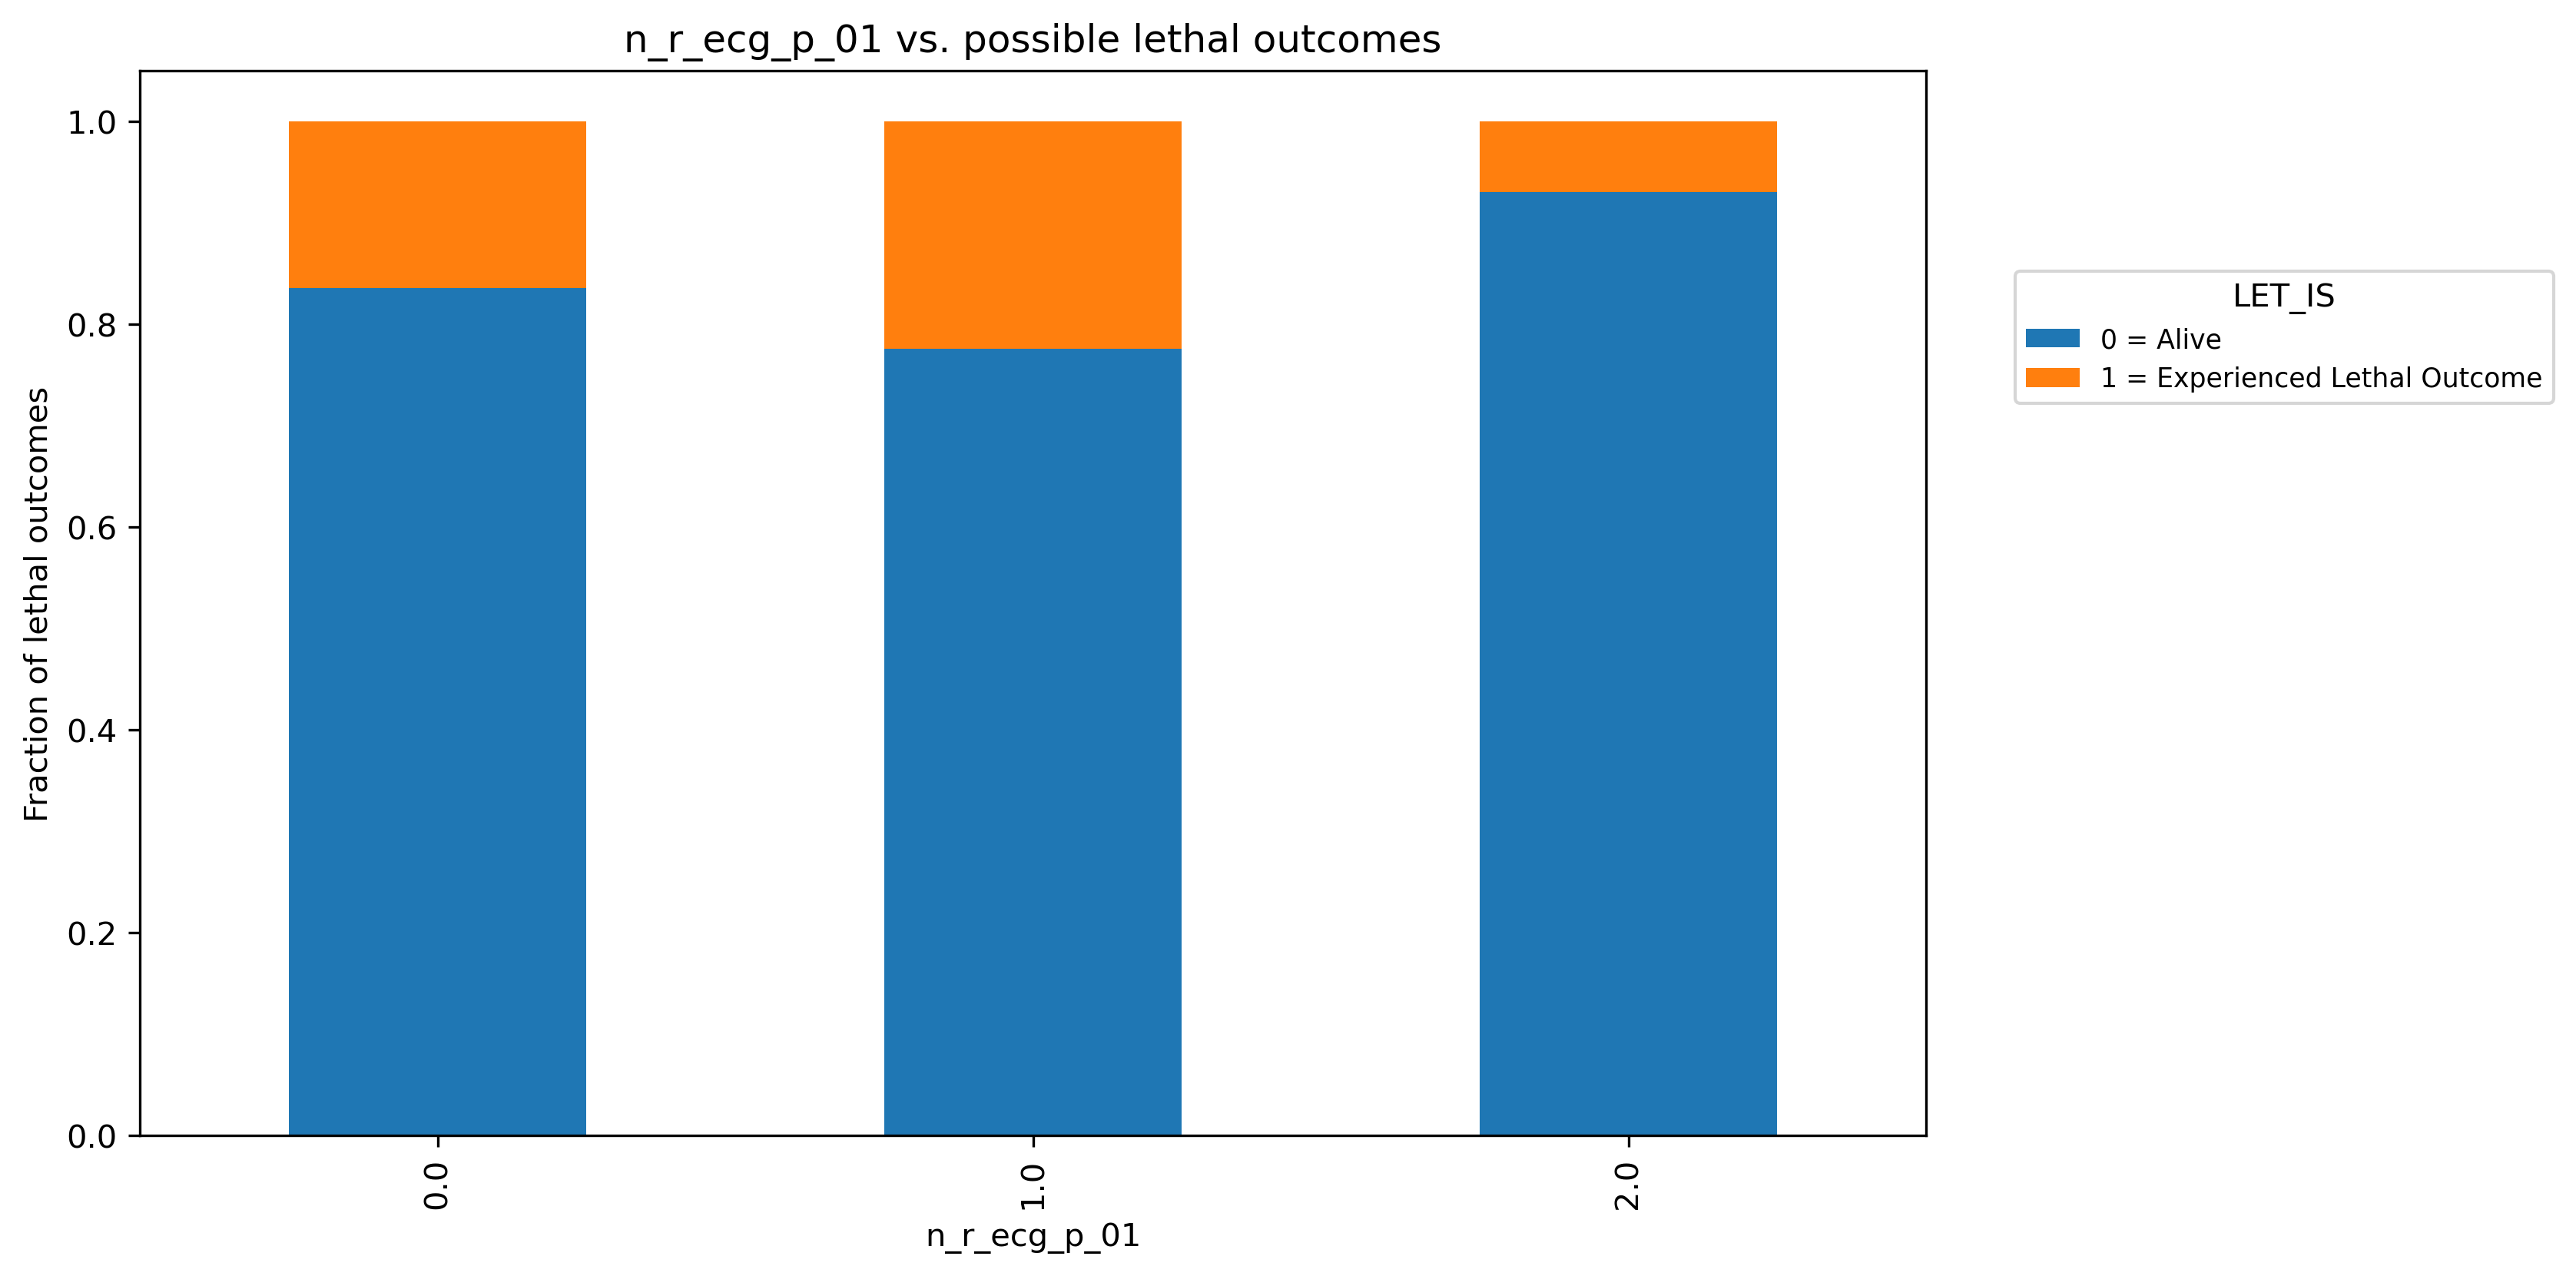 n_r_ecg_p_01 vs. possible lethal outcomes
Fraction of lethal outcomes
1.0
0.8
0.6
0.4
0.2
0.0
0.0
1.0
2.0
n_r_ecg_p_01
LET_IS
0 = Alive
1 = Experienced Lethal Outcome